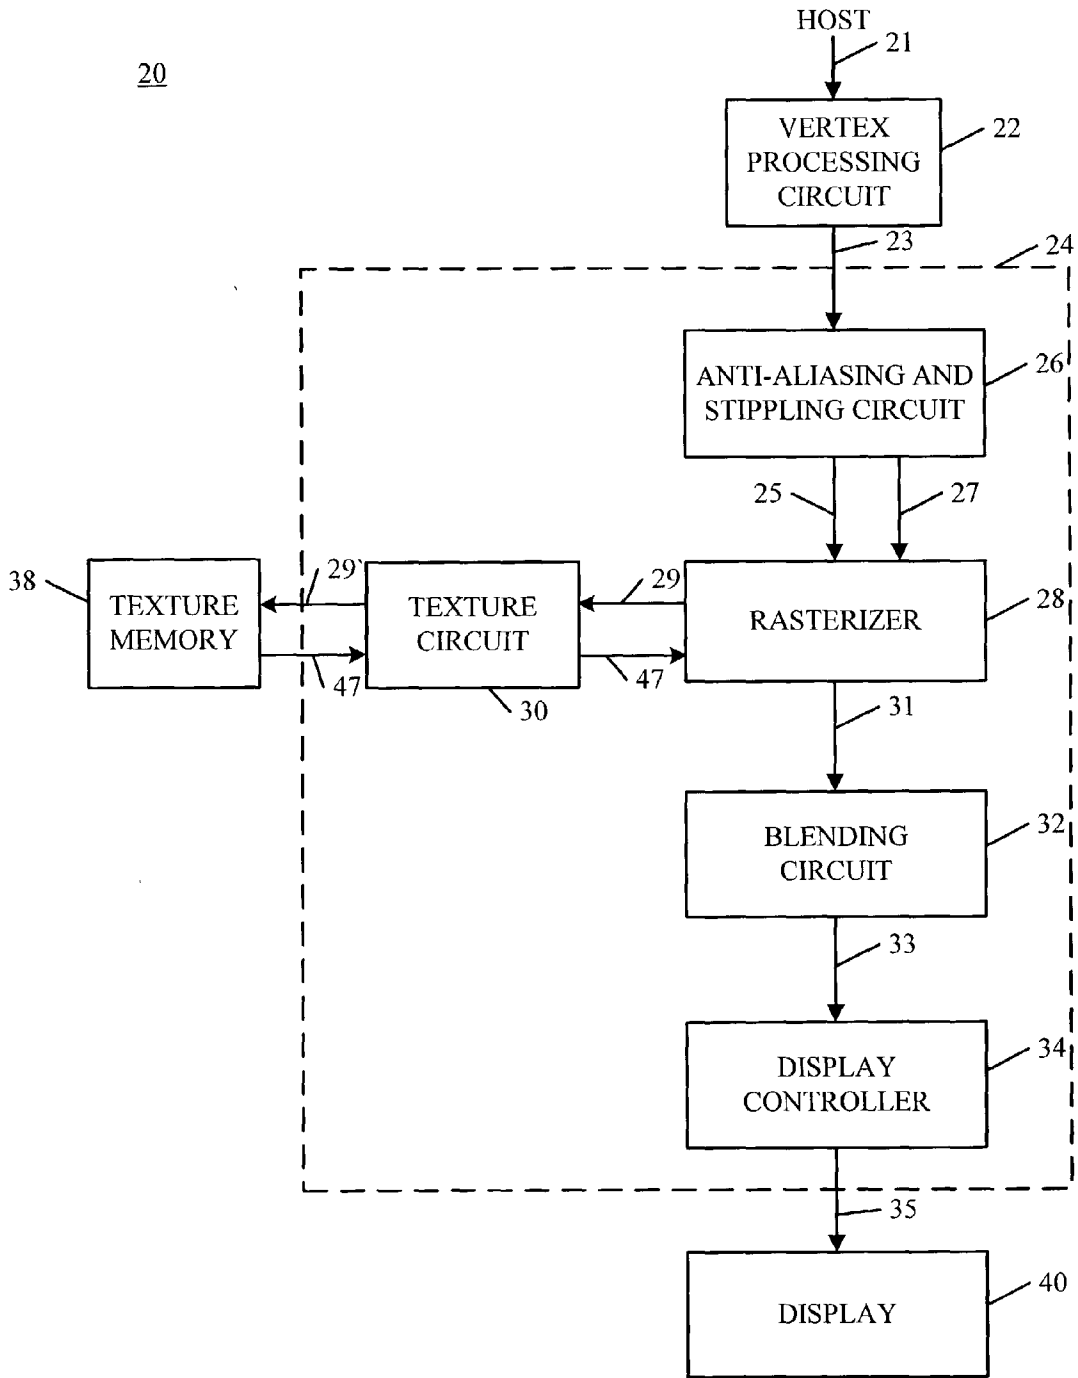 HOST
21
20
VERTEX
PROCESSING
CIRCUIT
22
23
24
ANTI-ALIASING AND
STIPPLING CIRCUIT
26
25
27
38
TEXTURE
MEMORY
29`
47
TEXTURE
CIRCUIT
30
29
47
RASTERIZER
28
31
BLENDING
CIRCUIT
32
33
DISPLAY
CONTROLLER
34
35
DISPLAY
40